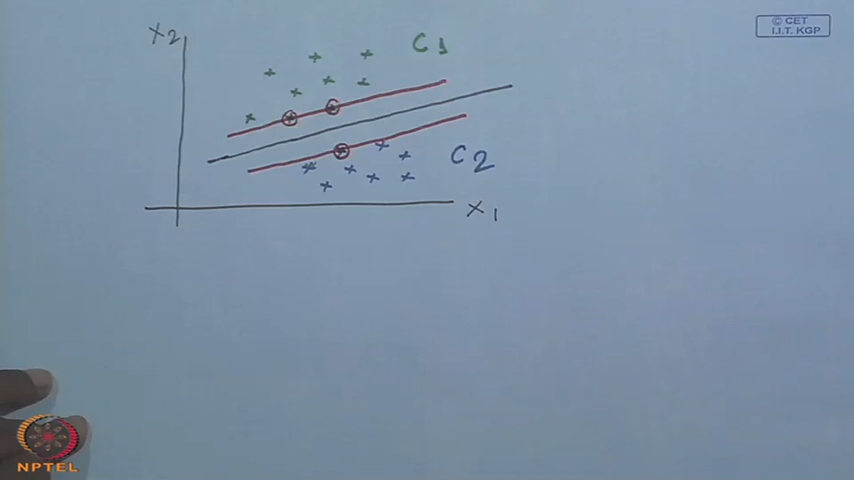 X2
C1
© CET
I.I.T. KGP
C2
X1
NPTEL